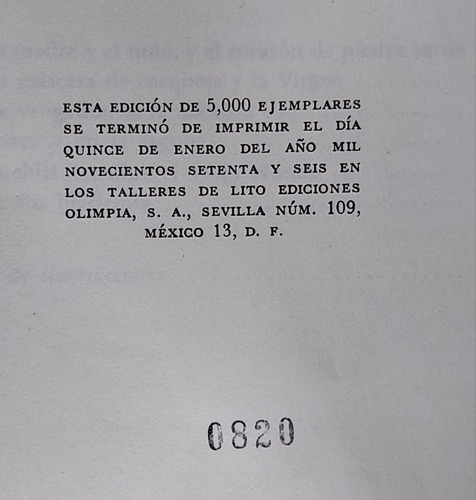 ESTA EDICIÓN DE 5,000 EJEMPLARES
SE TERMINÓ DE IMPRIMIR EL DÍA
QUINCE DE ENERO DEL AÑO MIL
NOVECIENTOS SETENTA Y SEIS EN
LOS TALLERES DE LITO EDICIONES
OLIMPIA, S. A., SEVILLA NÚM. 109,
MÉXICO 13, D. F.
0820